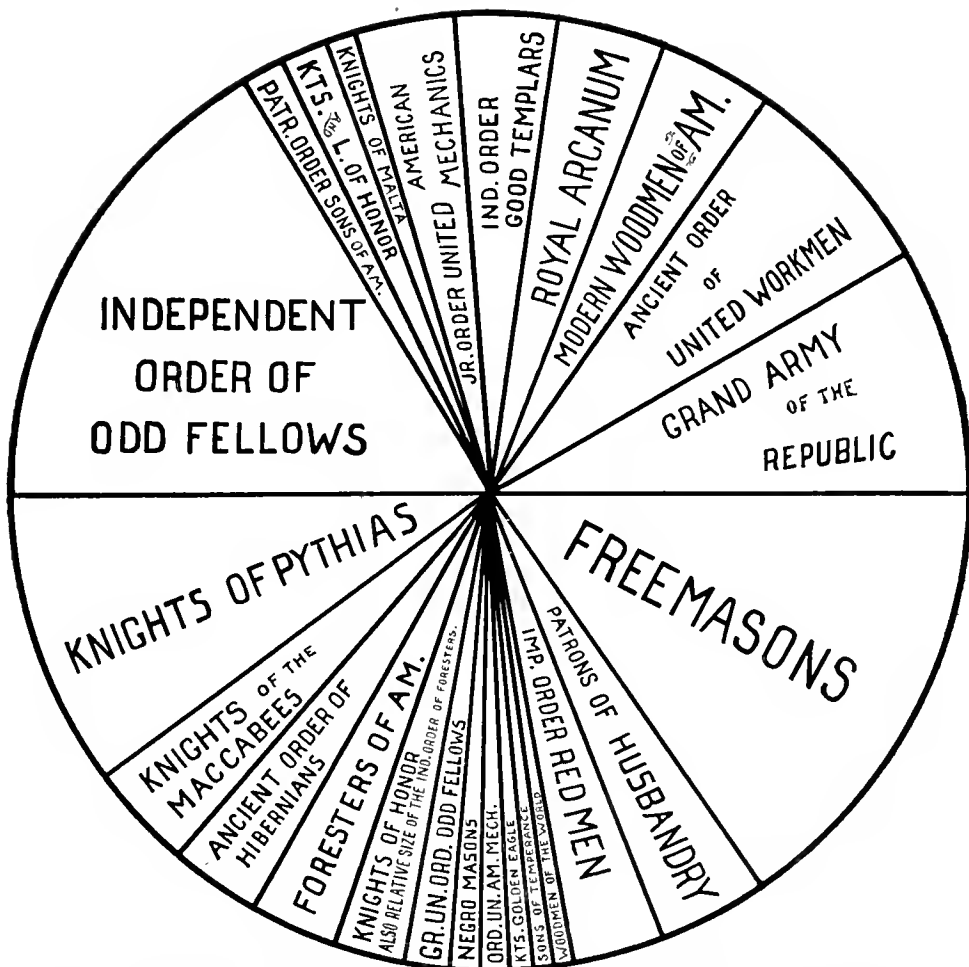 PATR. ORDER SONS OF AM.
KTS. AND L. OF HONOR
KNIGHTS OF MALTA
AMERICAN
JR. ORDER UNITED MECHANICS
IND. ORDER
GOOD TEMPLARS
ROYAL ARCANUM
MODERN WOODMEN of AM.
ANCIENT ORDER
OF
UNITED WORKMEN
GRAND ARMY
OF THE
REPUBLIC
INDEPENDENT
ORDER OF
ODD FELLOWS
FREEMASONS
KNIGHTS OF PYTHIAS
KNIGHTS OF THE
MACCABEES
ANCIENT ORDER OF
HIBERNIANS
FORESTERS OF AM.
KNIGHTS OF HONOR
ALSO RELATIVE SIZE OF THE IND. ORDER OF FORESTERS.
GR. UN. ORD. ODD FELLOWS
NEGRO MASONS
ORD. UN. AM. MECH.
KTS. GOLDEN EAGLE
SONS OF TEMPERANCE
WOODMEN OF THE WORLD
IMP. ORDER RED MEN
PATRONS OF HUSBANDRY